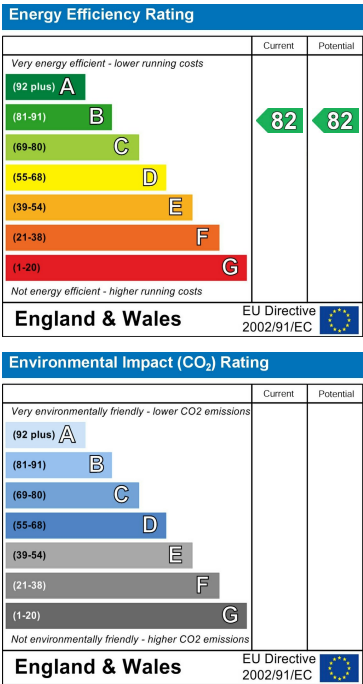 Energy Efficiency Rating
Current Potential
Very energy efficient - lower running costs
(92 plus) A
(81-91) B 82 82
(69-80) C
(55-68) D
(39-54) E
(21-38) F
(1-20) G
Not energy efficient - higher running costs
England & Wales EU Directive
2002/91/EC
Environmental Impact (CO₂) Rating
Current Potential
Very environmentally friendly - lower CO2 emissions
(92 plus) A
(81-91) B
(69-80) C
(55-68) D
(39-54) E
(21-38) F
(1-20) G
Not environmentally friendly - higher CO2 emissions
England & Wales EU Directive
2002/91/EC